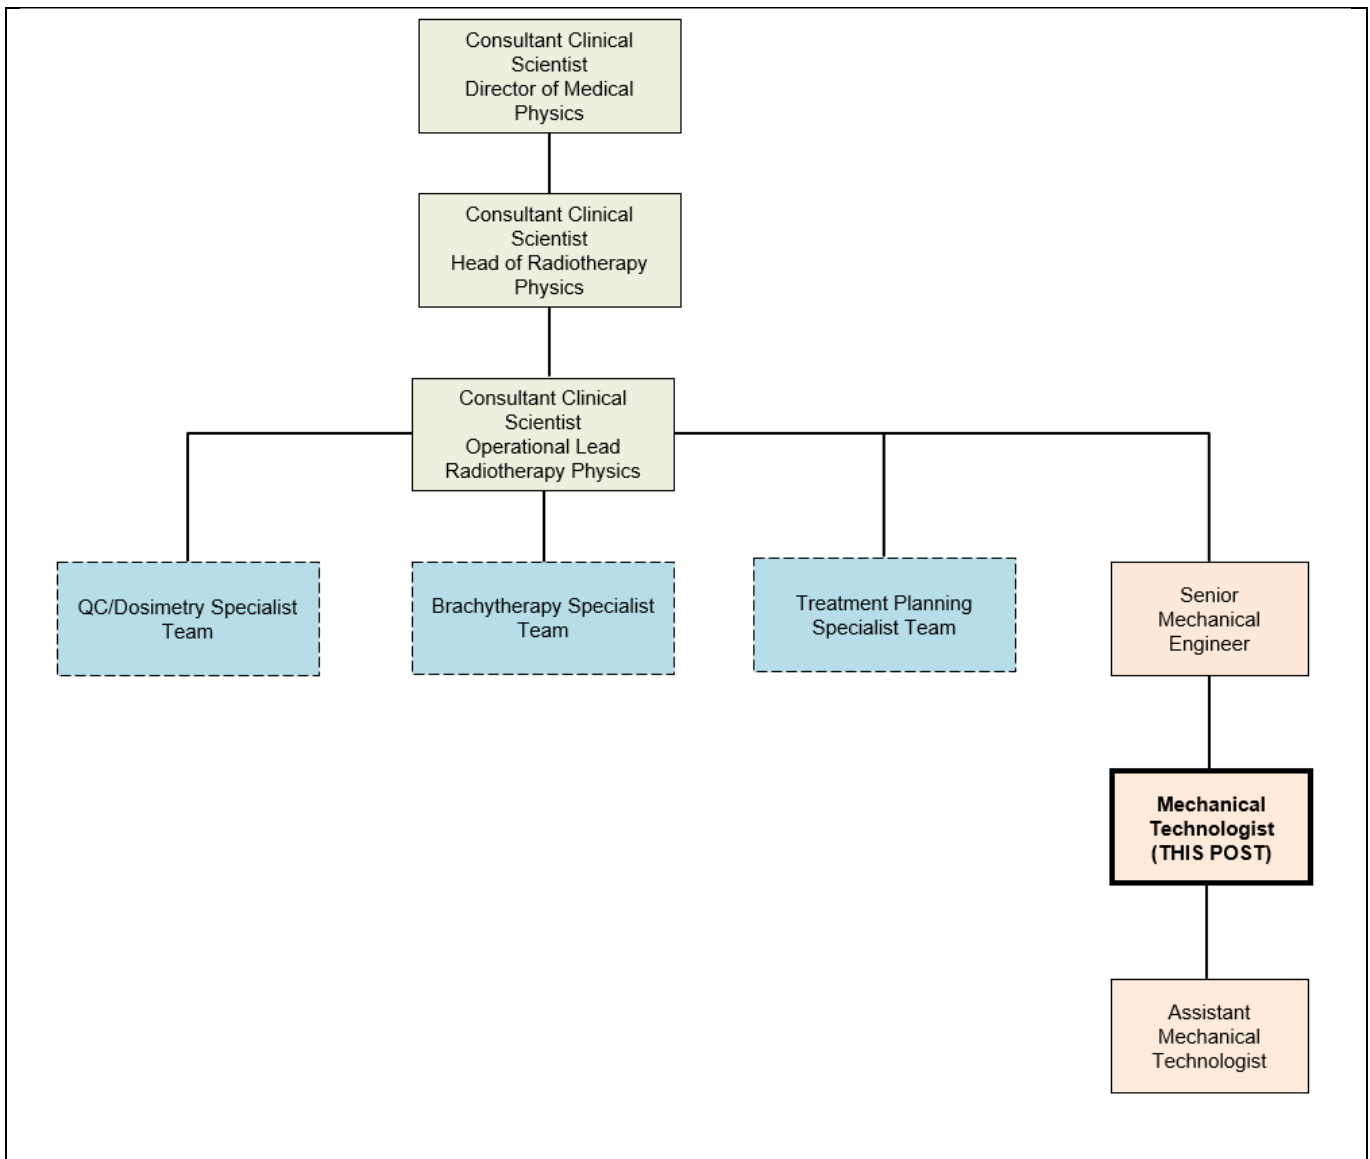 Consultant Clinical
Scientist
Director of Medical
Physics
Consultant Clinical
Scientist
Head of Radiotherapy
Physics
Consultant Clinical
Scientist
Operational Lead
Radiotherapy Physics
QC/Dosimetry Specialist
Team
Brachytherapy Specialist
Team
Treatment Planning
Specialist Team
Senior
Mechanical
Engineer
Mechanical
Technologist
(THIS POST)
Assistant
Mechanical
Technologist